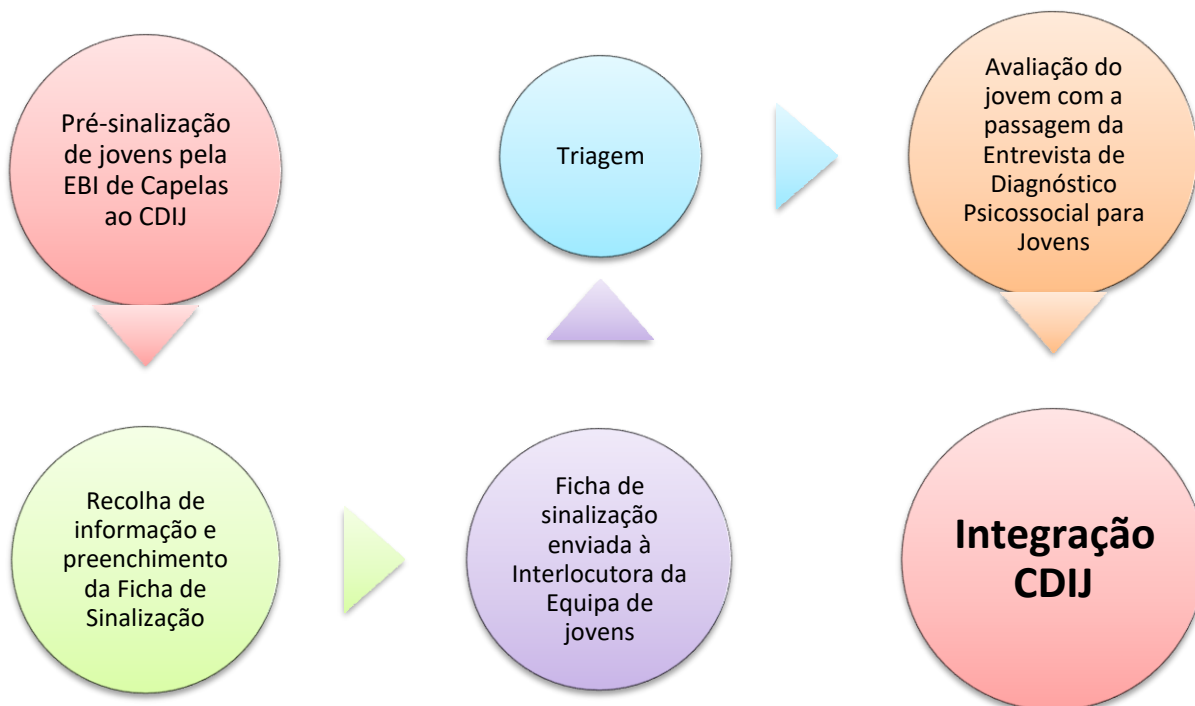 Pré-sinalização
de jovens pela
EBI de Capelas
ao CDIJ
Recolha de
informação e
preenchimento
da Ficha de
Sinalização
Ficha de
sinalização
enviada à
Interlocutora da
Equipa de
jovens
Triagem
Avaliação do
jovem com a
passagem da
Entrevista de
Diagnóstico
Psicossocial para
Jovens
Integração
CDIJ